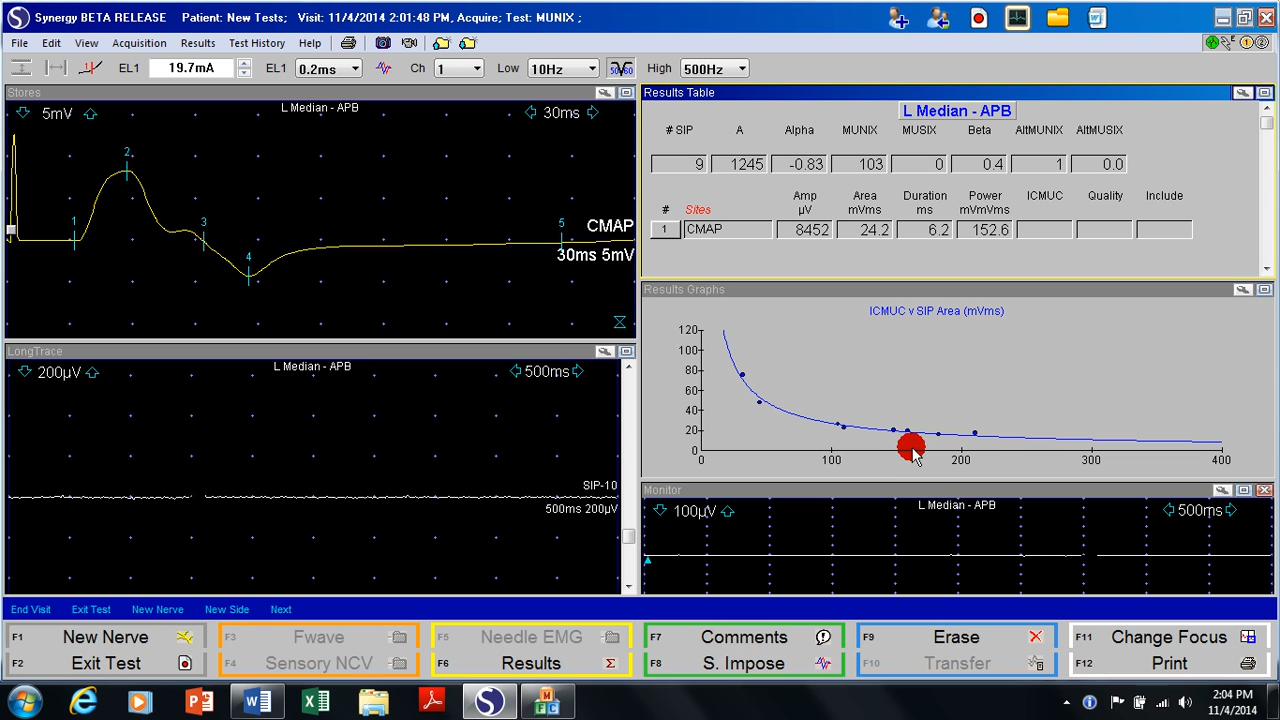 Synergy BETA RELEASE Patient: New Tests; Visit: 11/4/2014 2:01:48 PM, Acquire; Test: MUNIX ;
File Edit View Acquisition Results Test History Help
EL1 19.7mA EL1 0.2ms Ch 1 Low 10Hz 50/60 High 500Hz
Stores
L Median - APB
5mV 30ms
1 2 3 4 5
CMAP
30ms 5mV
LongTrace
L Median - APB
200µV 500ms
SIP-10
500ms 200µV
Results Table
L Median - APB
# SIP A Alpha MUNIX MUSIX Beta AltMUNIX AltMUSIX
9 1245 -0.83 103 0 0.4 1 0.0
Amp Area Duration Power ICMUC Quality Include
# Sites µV mVms ms mVmVms
1 CMAP 8452 24.2 6.2 152.6
Results Graphs
ICMUC v SIP Area (mVms)
120
100
80
60
40
20
0
0 100 200 300 400
Monitor
L Median - APB
100µV 500ms
End Visit Exit Test New Nerve New Side Next
F1 New Nerve F3 Fwave F5 Needle EMG F7 Comments F9 Erase F11 Change Focus
F2 Exit Test F4 Sensory NCV F6 Results Σ F8 S. Impose F10 Transfer F12 Print
2:04 PM
11/4/2014